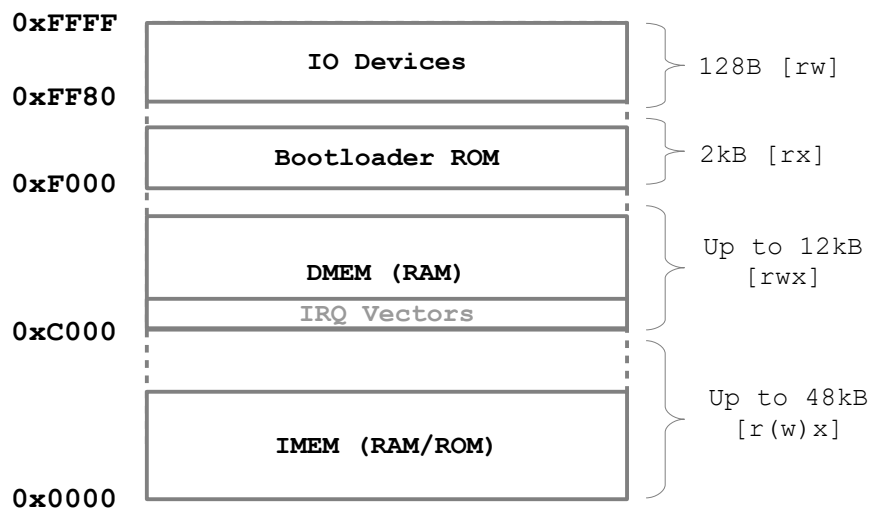 0xFFFF
IO Devices
128B [rw]
0xFF80
Bootloader ROM
2kB [rx]
0xF000
DMEM (RAM)
Up to 12kB
[rwx]
IRQ Vectors
0xC000
IMEM (RAM/ROM)
Up to 48kB
[r(w)x]
0x0000